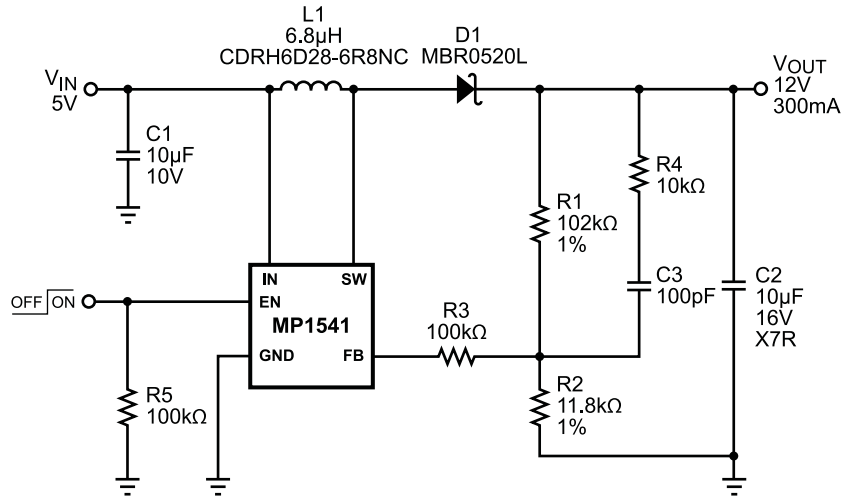 L1
6.8µH
CDRH6D28-6R8NC
D1
MBR0520L
VIN
5V
VOUT
12V
300mA
C1
10µF
10V
R4
10kΩ
R1
102kΩ
1%
IN
SW
C3
100pF
C2
10µF
16V
X7R
OFF ON
EN
MP1541
R3
100kΩ
GND
FB
R2
11.8kΩ
1%
R5
100kΩ